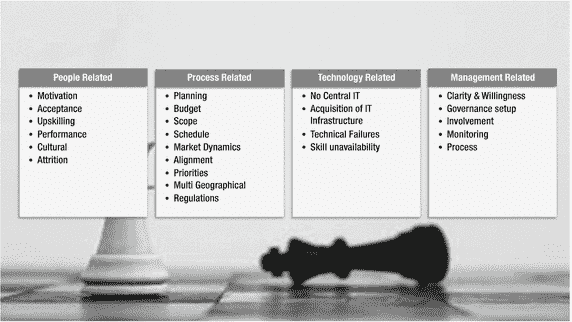 People Related
Motivation
Acceptance
Upskilling
Performance
Cultural
Attrition
Process Related
Planning
Budget
Scope
Schedule
Market Dynamics
Alignment
Priorities
Multi Geographical
Regulations
Technology Related
No Central IT
Acquisition of IT
Infrastructure
Technical Failures
Skill unavailability
Management Related
Clarity & Willingness
Governance setup
Involvement
Monitoring
Process